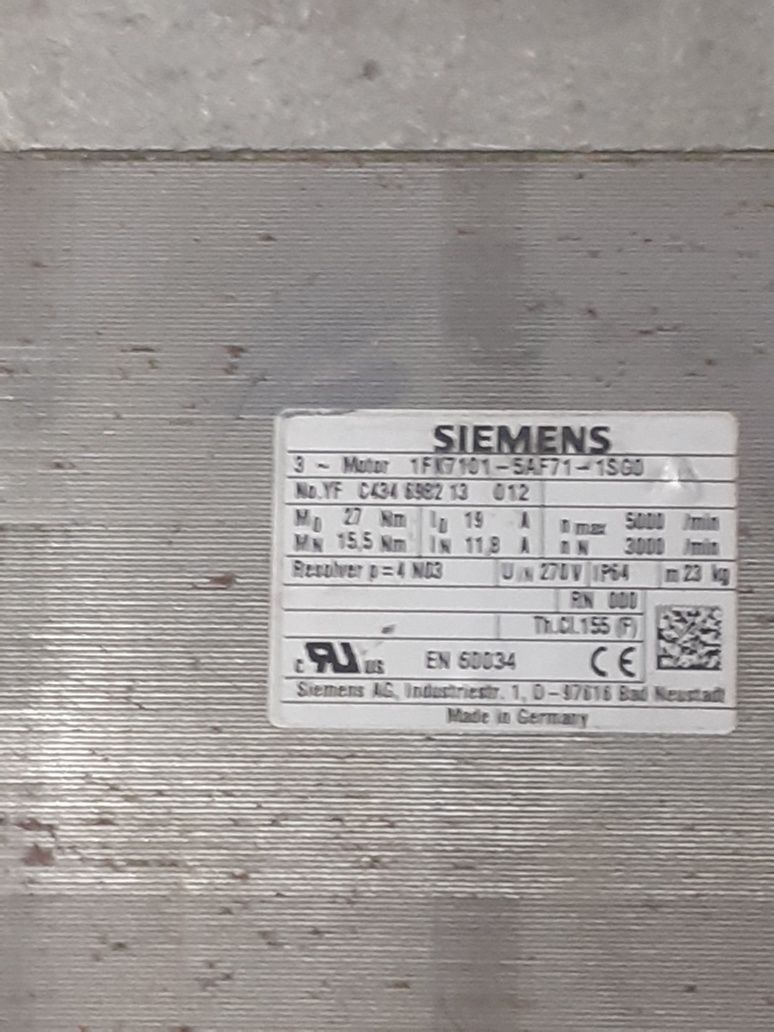 SIEMENS
3 ~ Motor 1FK7101-5AF71-1SG0
No.YF C434 6982 13 012
M0 27 Nm I0 19 A n max 5000 /min
MN 15,5 Nm IN 11,8 A n N 3000 /min
Resolver p=4 N03 U IN 270V IP64 m 23 kg
RN 000
Th.Cl.155 (F)
c RU US EN 60034 CE
Siemens AG, Industriestr. 1, D-97616 Bad Neustadt
Made in Germany